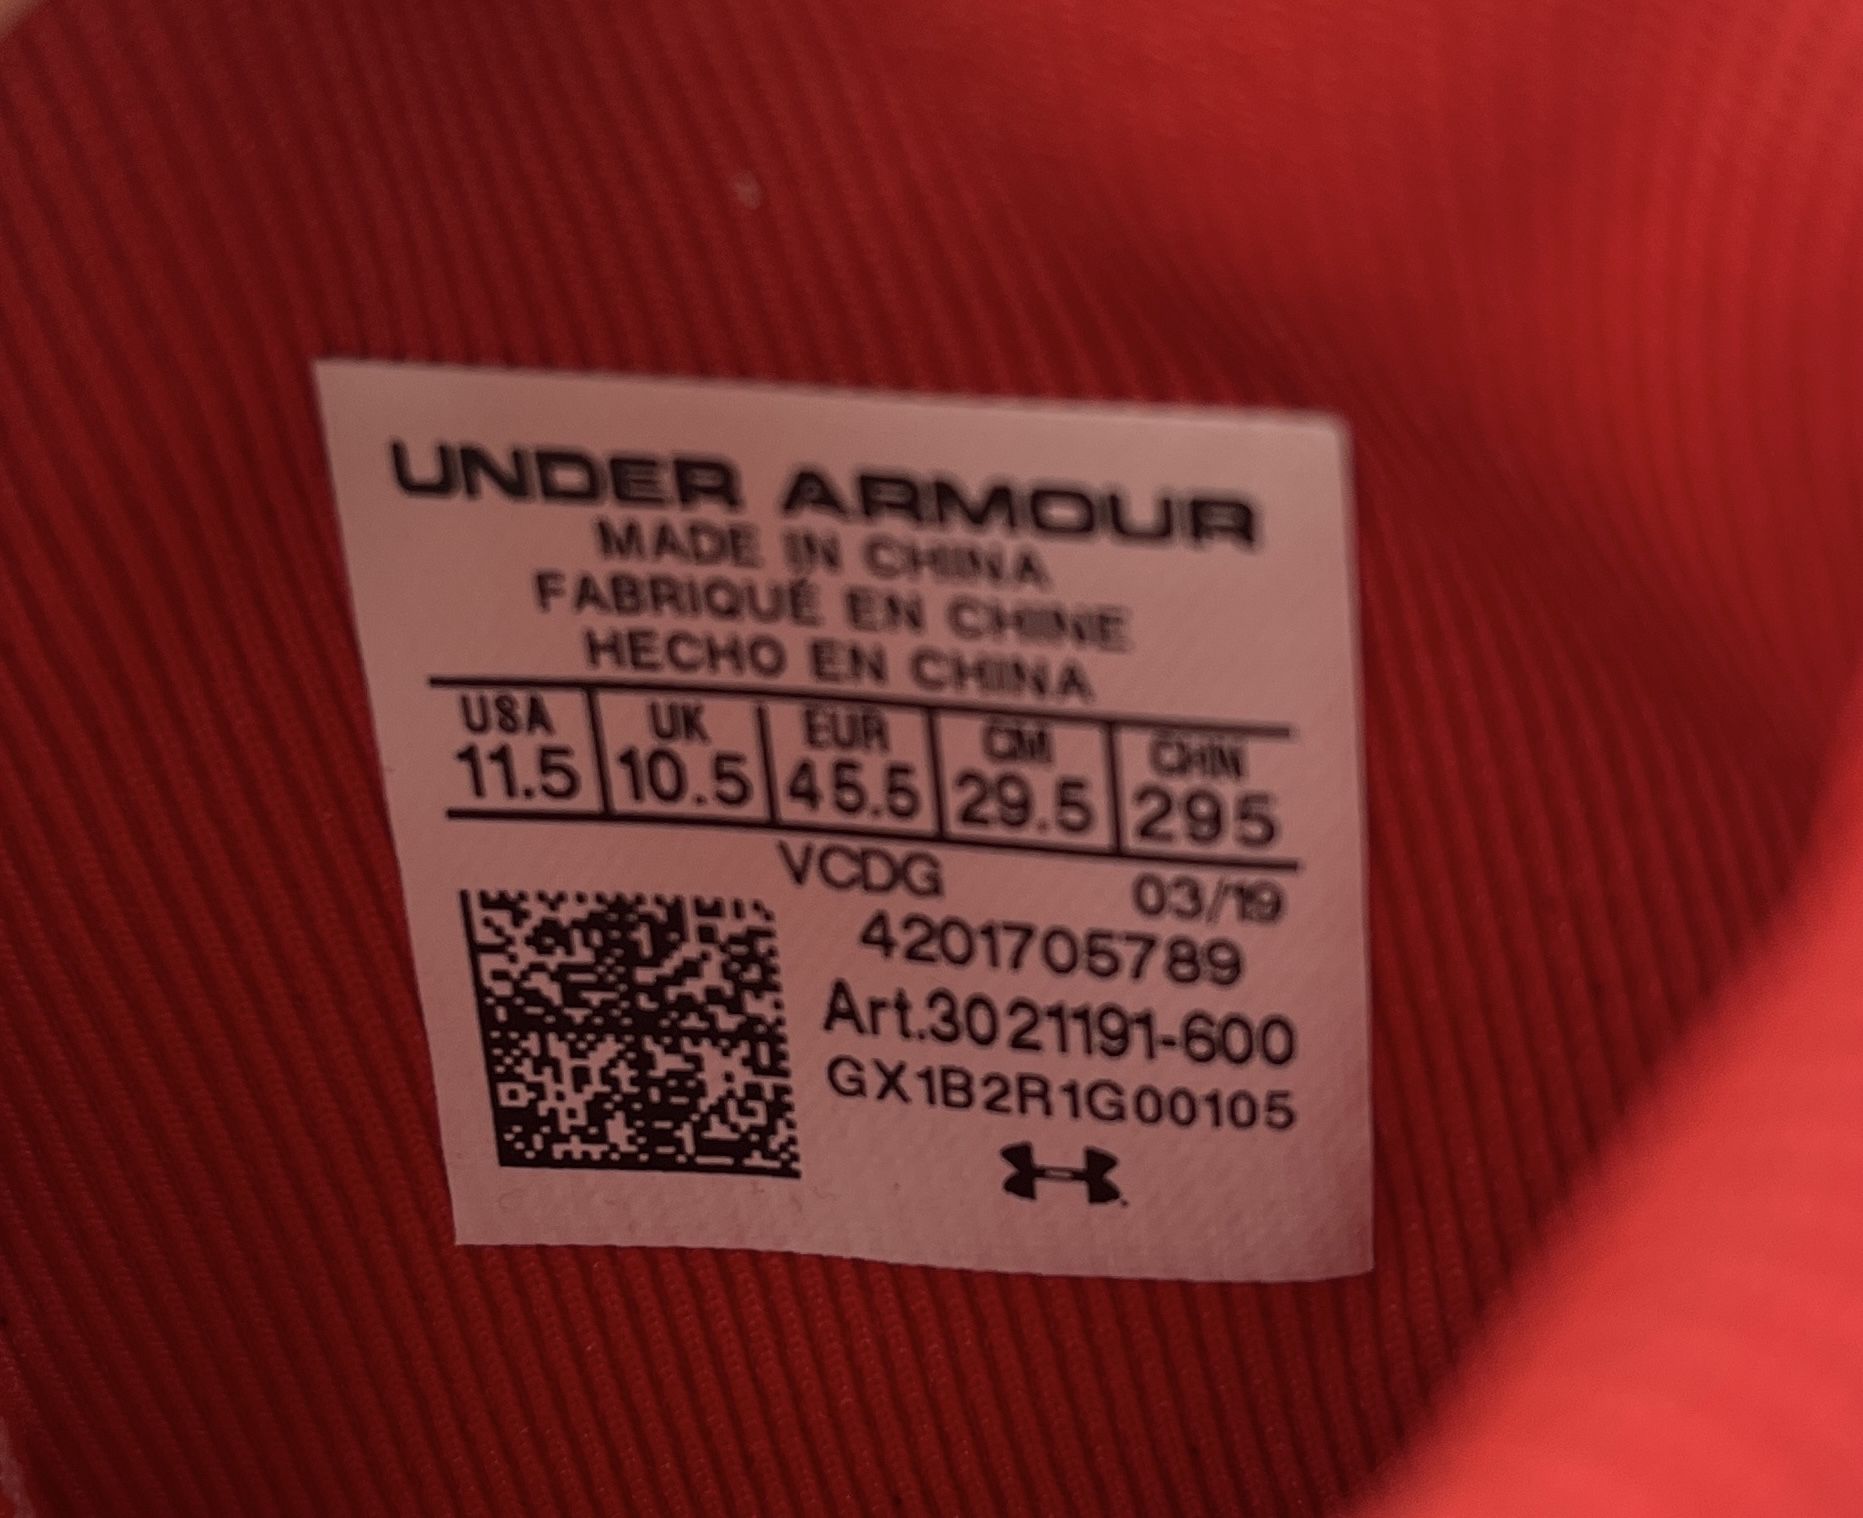 UNDER ARMOUR
MADE IN CHINA
FABRIQUÉ EN CHINE
HECHO EN CHINA
USA UK EUR CM CHN
11.5 10.5 45.5 29.5 295
VCDG 03/19
4201705789
Art.3021191-600
GX1B2R1G00105